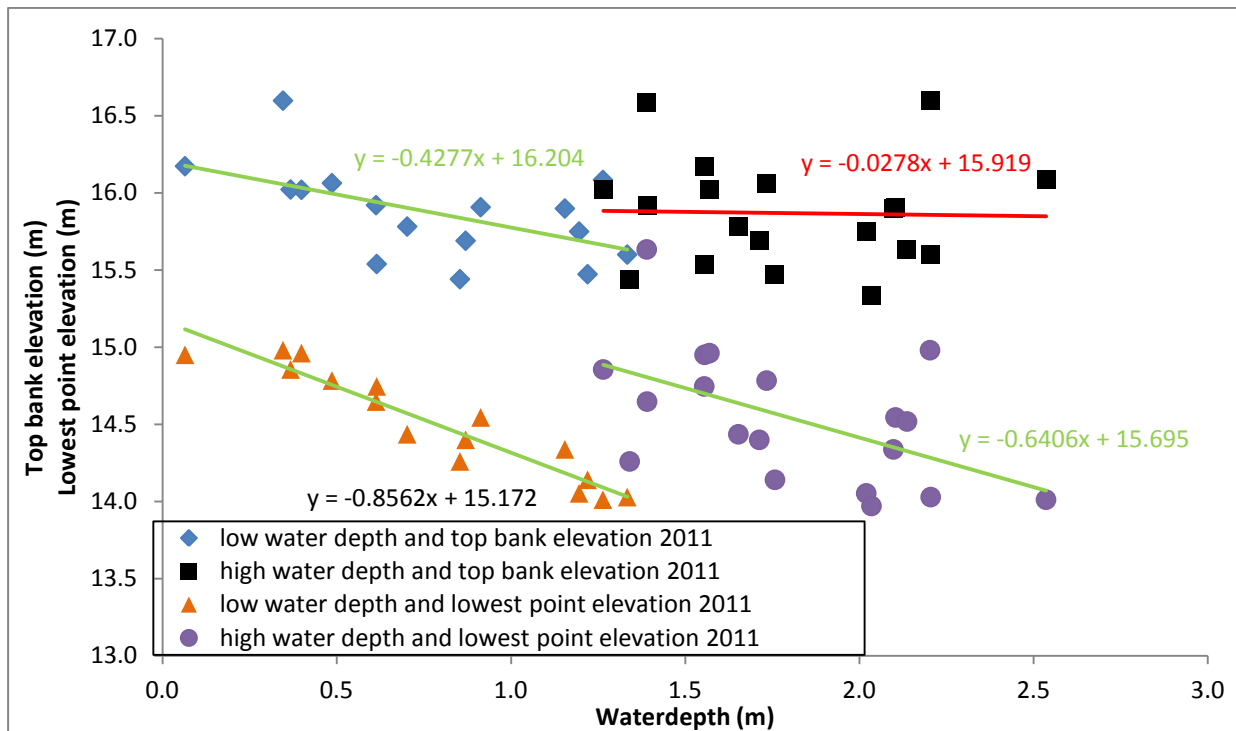 17.0
16.5
16.0
15.5
15.0
14.5
14.0
13.5
13.0
Top bank elevation (m)
Lowest point elevation (m)
y = -0.4277x + 16.204
y = -0.0278x + 15.919
y = -0.6406x + 15.695
y = -0.8562x + 15.172
low water depth and top bank elevation 2011
high water depth and top bank elevation 2011
low water depth and lowest point elevation 2011
high water depth and lowest point elevation 2011
0.0 0.5 1.0 1.5 2.0 2.5 3.0
Waterdepth (m)